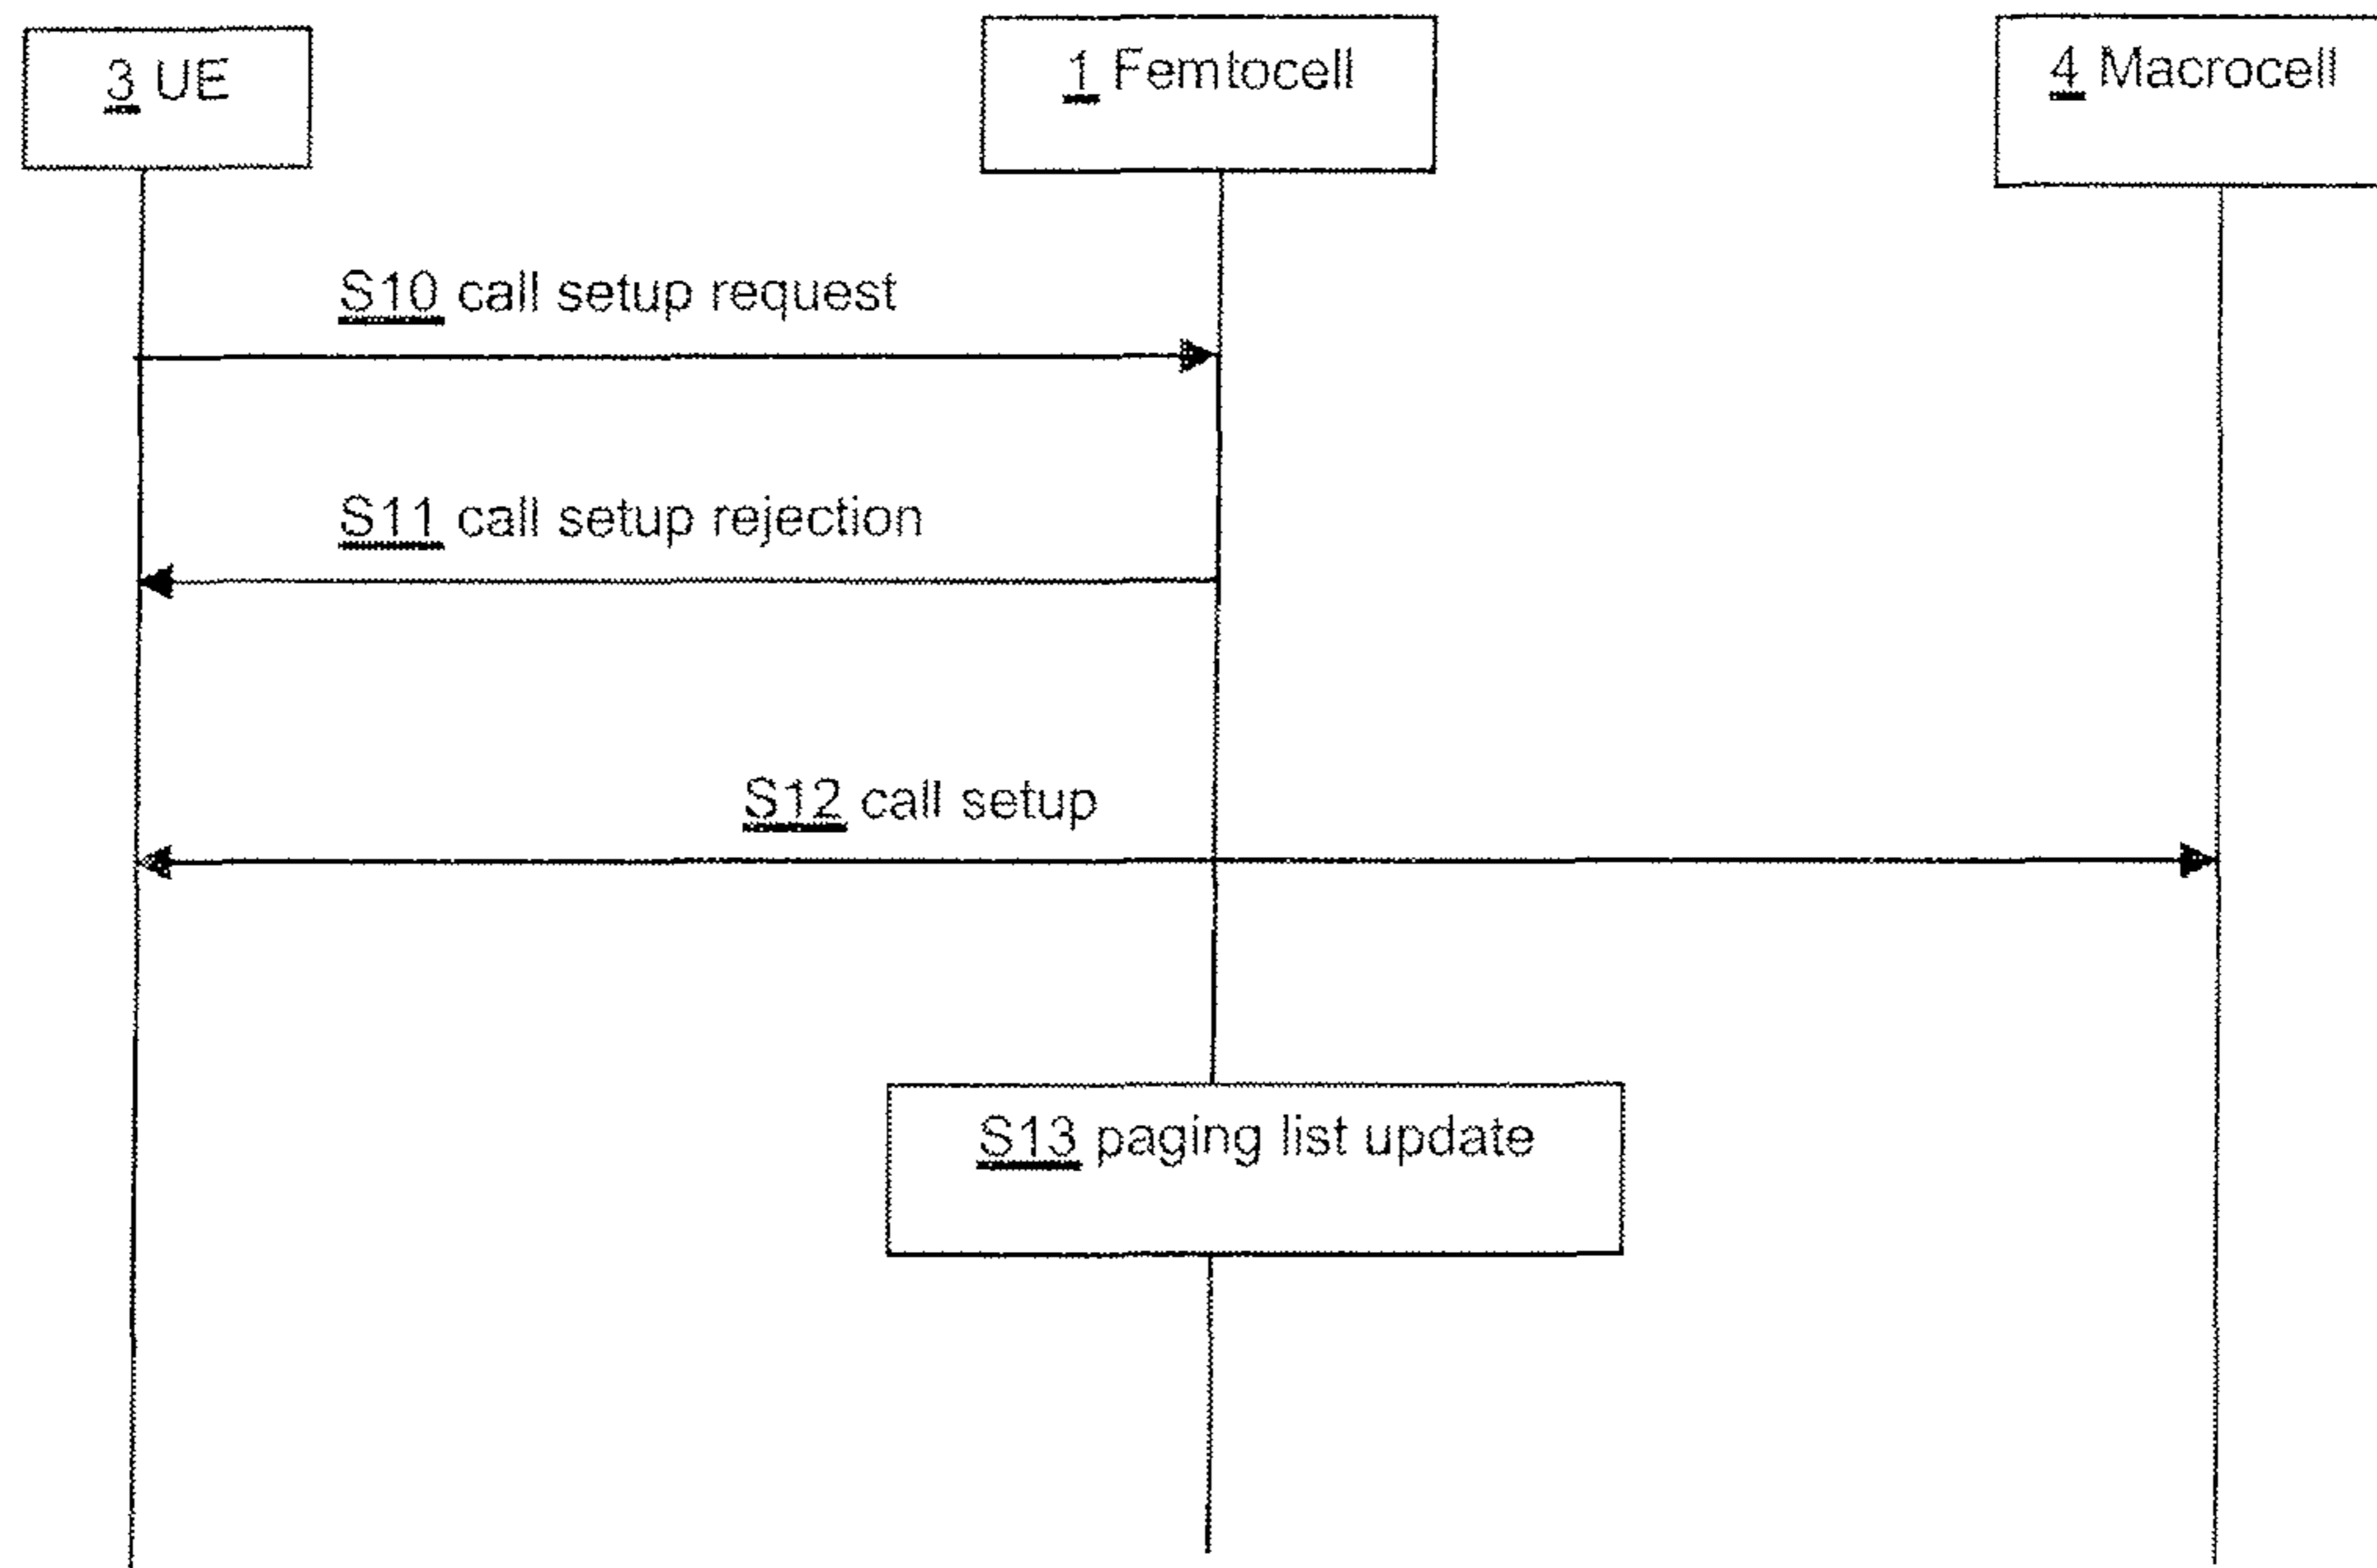 3 UE
1 Femtocell
4 Macrocell
S10 call setup request
S11 call setup rejection
S12 call setup
S13 paging list update